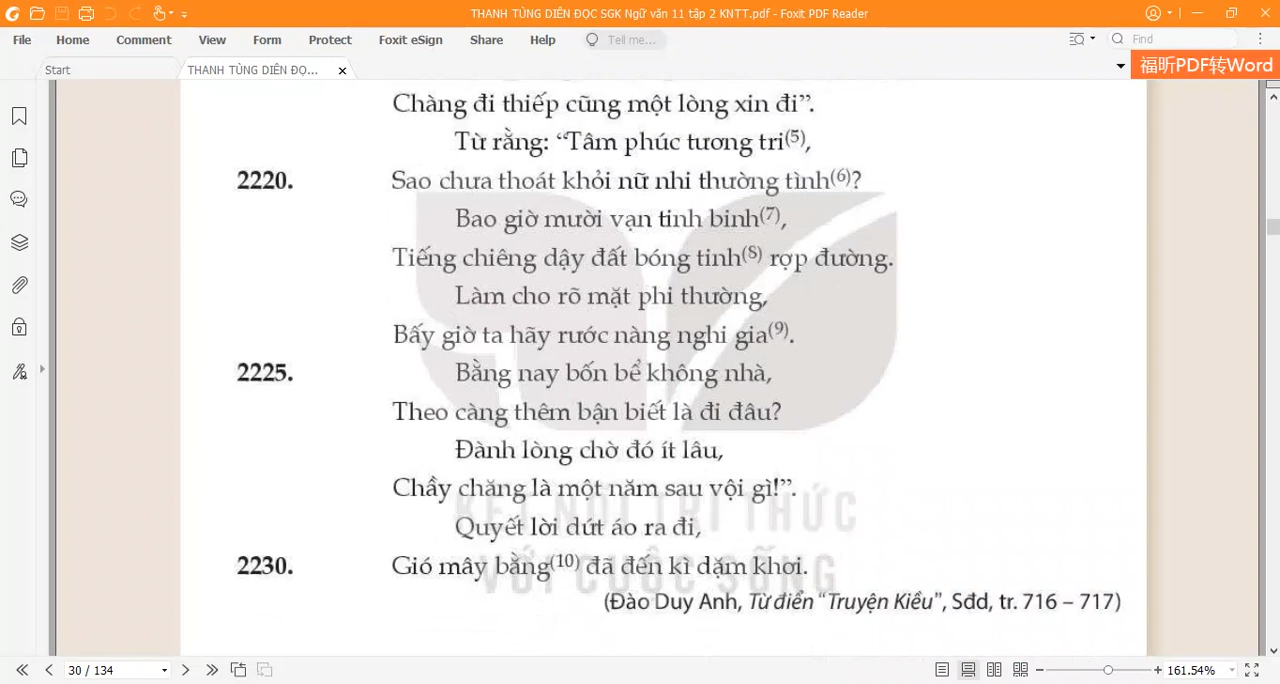 THANH TÙNG DIỄN ĐỌC SGK Ngữ văn 11 tập 2 KNTT.pdf - Foxit PDF Reader
File Home Comment View Form Protect Foxit eSign Share Help Tell me... Find
Start THANH TÙNG DIỄN ĐỌ... 福昕PDF转Word
Chàng đi thiếp cũng một lòng xin đi”.
Từ rằng: “Tâm phúc tương tri(5),
2220. Sao chưa thoát khỏi nữ nhi thường tình(6)?
Bao giờ mười vạn tinh binh(7),
Tiếng chiêng dậy đất bóng tinh(8) rợp đường.
Làm cho rõ mặt phi thường,
Bấy giờ ta hãy rước nàng nghi gia(9).
2225. Bằng nay bốn bể không nhà,
Theo càng thêm bận biết là đi đâu?
Đành lòng chờ đó ít lâu,
Chầy chăng là một năm sau vội gì!”.
KẾT NỐI TRI THỨC
Quyết lời dứt áo ra đi,
2230. Gió mây bằng(10) đã đến kì dặm khơi.
VỚI CUỘC SỐNG
(Đào Duy Anh, Từ điển “Truyện Kiều”, Sđd, tr. 716 – 717)
30 / 134 161.54%